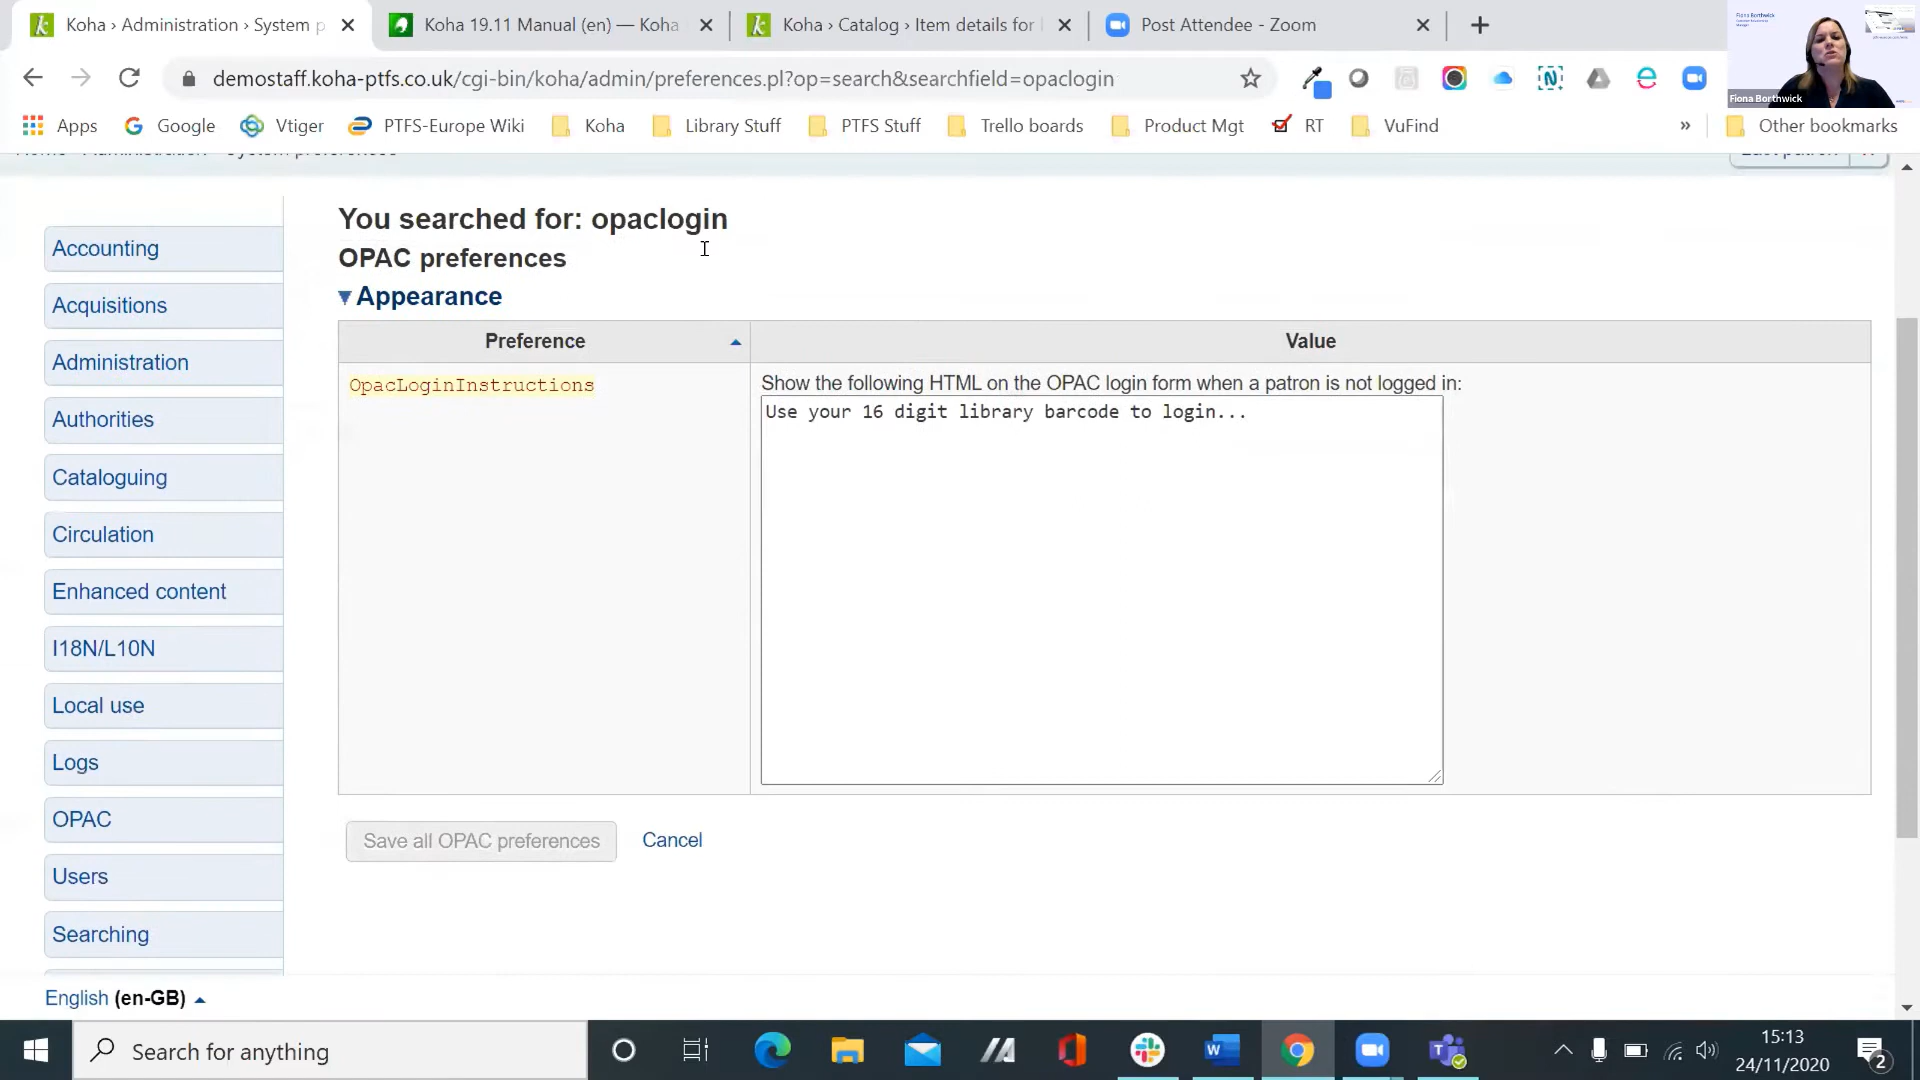 Koha › Administration › System p
Koha 19.11 Manual (en) — Koha
Koha › Catalog › Item details for
Post Attendee - Zoom
Fiona Borthwick
demostaff.koha-ptfs.co.uk/cgi-bin/koha/admin/preferences.pl?op=search&searchfield=opaclogin
Fiona Borthwick
Apps
Google
Vtiger
PTFS-Europe Wiki
Koha
Library Stuff
PTFS Stuff
Trello boards
Product Mgt
RT
VuFind
»
Other bookmarks
You searched for: opaclogin
OPAC preferences
Appearance
Preference
Value
OpacLoginInstructions
Show the following HTML on the OPAC login form when a patron is not logged in:
Use your 16 digit library barcode to login...
Save all OPAC preferences
Cancel
Accounting
Acquisitions
Administration
Authorities
Cataloguing
Circulation
Enhanced content
I18N/L10N
Local use
Logs
OPAC
Users
Searching
English (en-GB)
Search for anything
15:13
24/11/2020
2